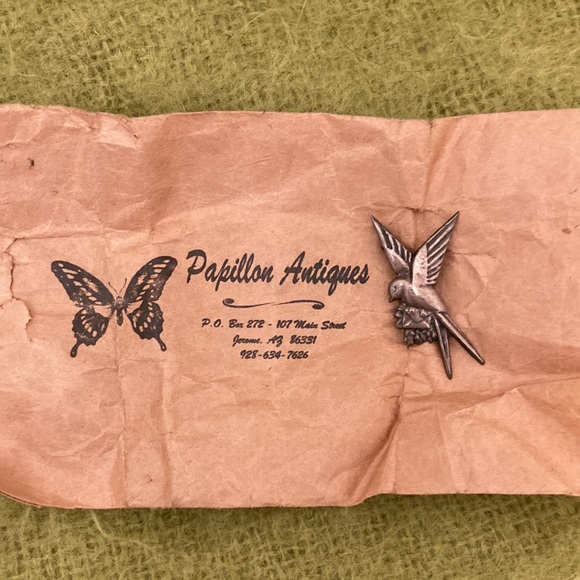 Papillon Antiques
P.O. Box 272 - 107 Main Street
Jerome, AZ 86331
928-634-7626